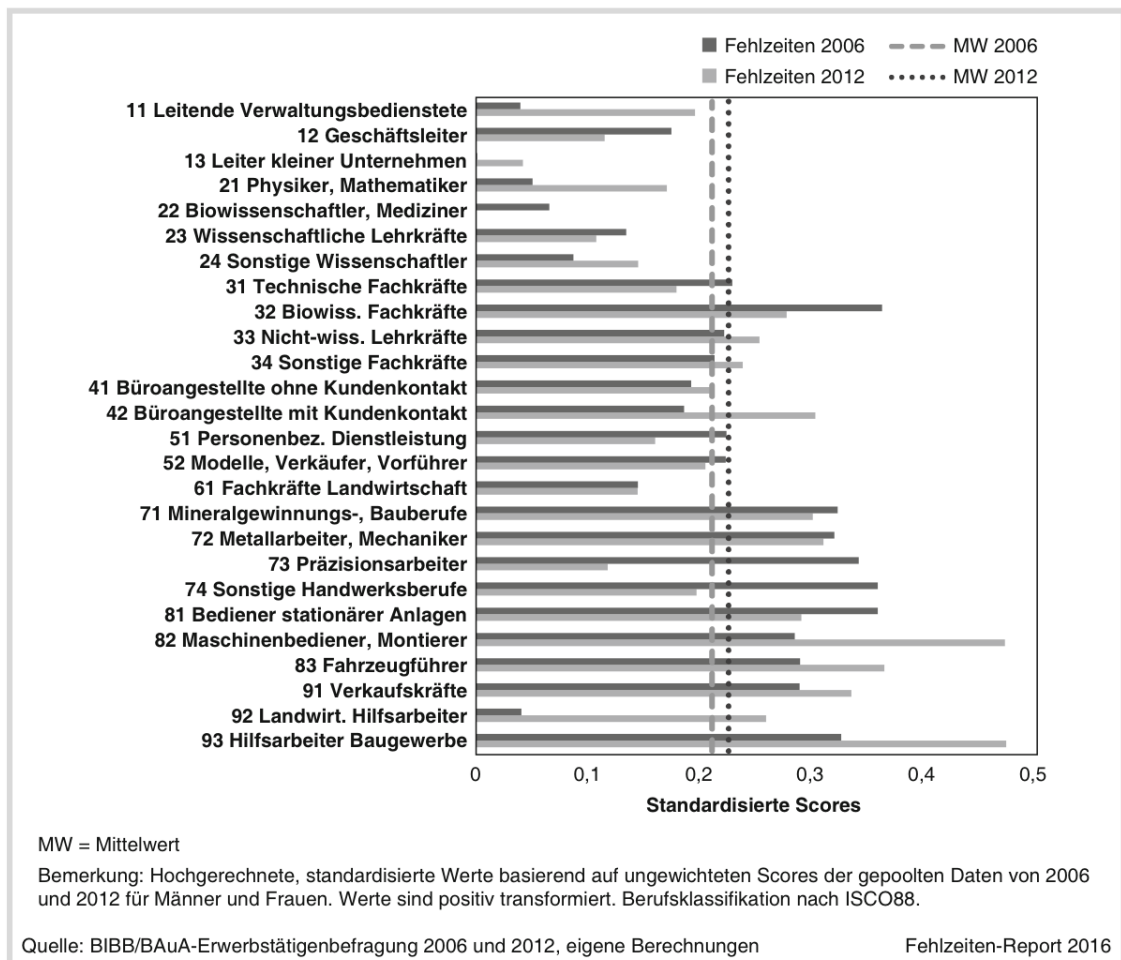 Fehlzeiten 2006 MW 2006
Fehlzeiten 2012 MW 2012
11 Leitende Verwaltungsbedienstete
12 Geschäftsleiter
13 Leiter kleiner Unternehmen
21 Physiker, Mathematiker
22 Biowissenschaftler, Mediziner
23 Wissenschaftliche Lehrkräfte
24 Sonstige Wissenschaftler
31 Technische Fachkräfte
32 Biowiss. Fachkräfte
33 Nicht-wiss. Lehrkräfte
34 Sonstige Fachkräfte
41 Büroangestellte ohne Kundenkontakt
42 Büroangestellte mit Kundenkontakt
51 Personenbez. Dienstleistung
52 Modelle, Verkäufer, Vorführer
61 Fachkräfte Landwirtschaft
71 Mineralgewinnungs-, Bauberufe
72 Metallarbeiter, Mechaniker
73 Präzisionsarbeiter
74 Sonstige Handwerksberufe
81 Bediener stationärer Anlagen
82 Maschinenbediener, Montierer
83 Fahrzeugführer
91 Verkaufskräfte
92 Landwirt. Hilfsarbeiter
93 Hilfsarbeiter Baugewerbe
0 0,1 0,2 0,3 0,4 0,5
Standardisierte Scores
MW = Mittelwert
Bemerkung: Hochgerechnete, standardisierte Werte basierend auf ungewichteten Scores der gepoolten Daten von 2006
und 2012 für Männer und Frauen. Werte sind positiv transformiert. Berufsklassifikation nach ISCO88.
Quelle: BIBB/BAuA-Erwerbstätigenbefragung 2006 und 2012, eigene Berechnungen Fehlzeiten-Report 2016